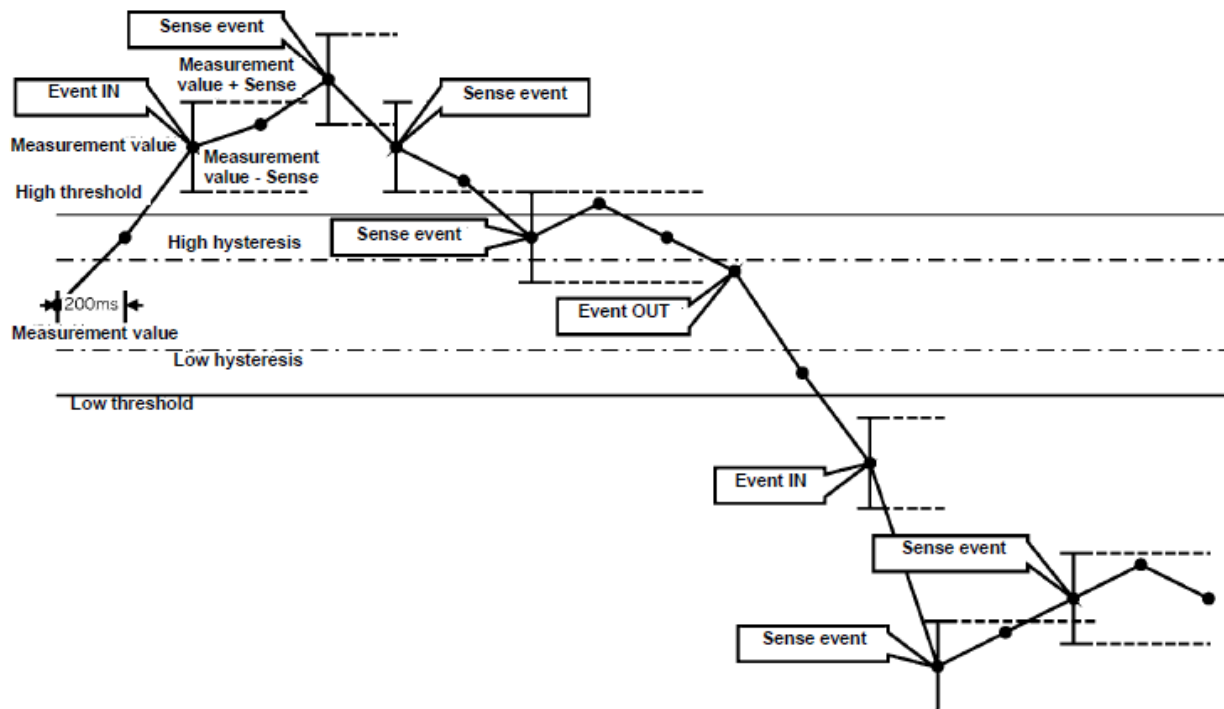 Sense event
Measurement
value + Sense
Event IN
Sense event
Measurement value
Measurement
value - Sense
High threshold
Sense event
High hysteresis
200ms
Event OUT
Measurement value
Low hysteresis
Low threshold
Event IN
Sense event
Sense event